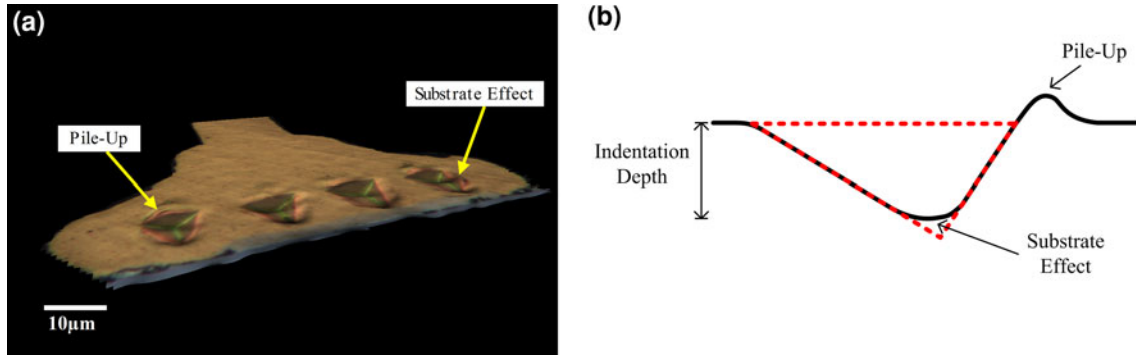 (a)
Substrate Effect
Pile-Up
10μm
(b)
Pile-Up
Indentation
Depth
Substrate
Effect